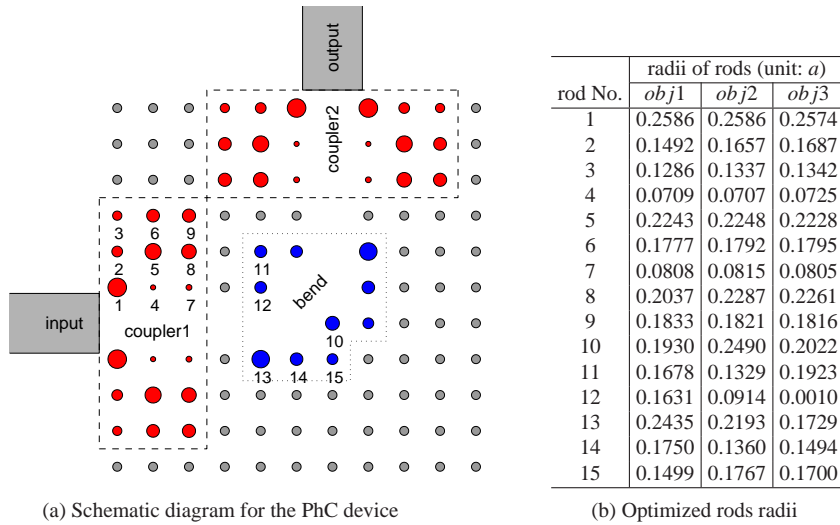 output
coupler2
3 6 9
2 5 8
1 4 7
input
coupler1
11
12
bend
10
13 14 15
(a) Schematic diagram for the PhC device
radii of rods (unit: a)
rod No. obj1 obj2 obj3
1 0.2586 0.2586 0.2574
2 0.1492 0.1657 0.1687
3 0.1286 0.1337 0.1342
4 0.0709 0.0707 0.0725
5 0.2243 0.2248 0.2228
6 0.1777 0.1792 0.1795
7 0.0808 0.0815 0.0805
8 0.2037 0.2287 0.2261
9 0.1833 0.1821 0.1816
10 0.1930 0.2490 0.2022
11 0.1678 0.1329 0.1923
12 0.1631 0.0914 0.0010
13 0.2435 0.2193 0.1729
14 0.1750 0.1360 0.1494
15 0.1499 0.1767 0.1700
(b) Optimized rods radii